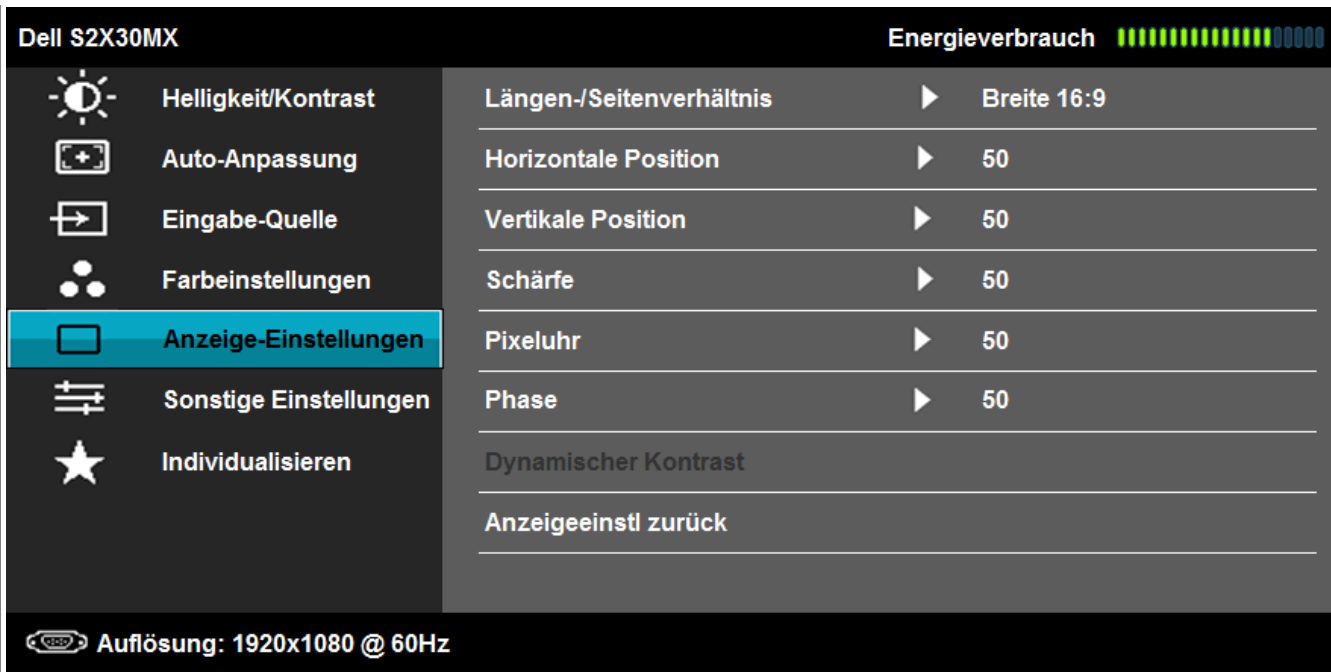 Dell S2X30MX Energieverbrauch
Helligkeit/Kontrast Längen-/Seitenverhältnis Breite 16:9
Auto-Anpassung Horizontale Position 50
Eingabe-Quelle Vertikale Position 50
Farbeinstellungen Schärfe 50
Anzeige-Einstellungen Pixeluhr 50
Sonstige Einstellungen Phase 50
Individualisieren Dynamischer Kontrast
Anzeigeeinstl zurück
Auflösung: 1920x1080 @ 60Hz